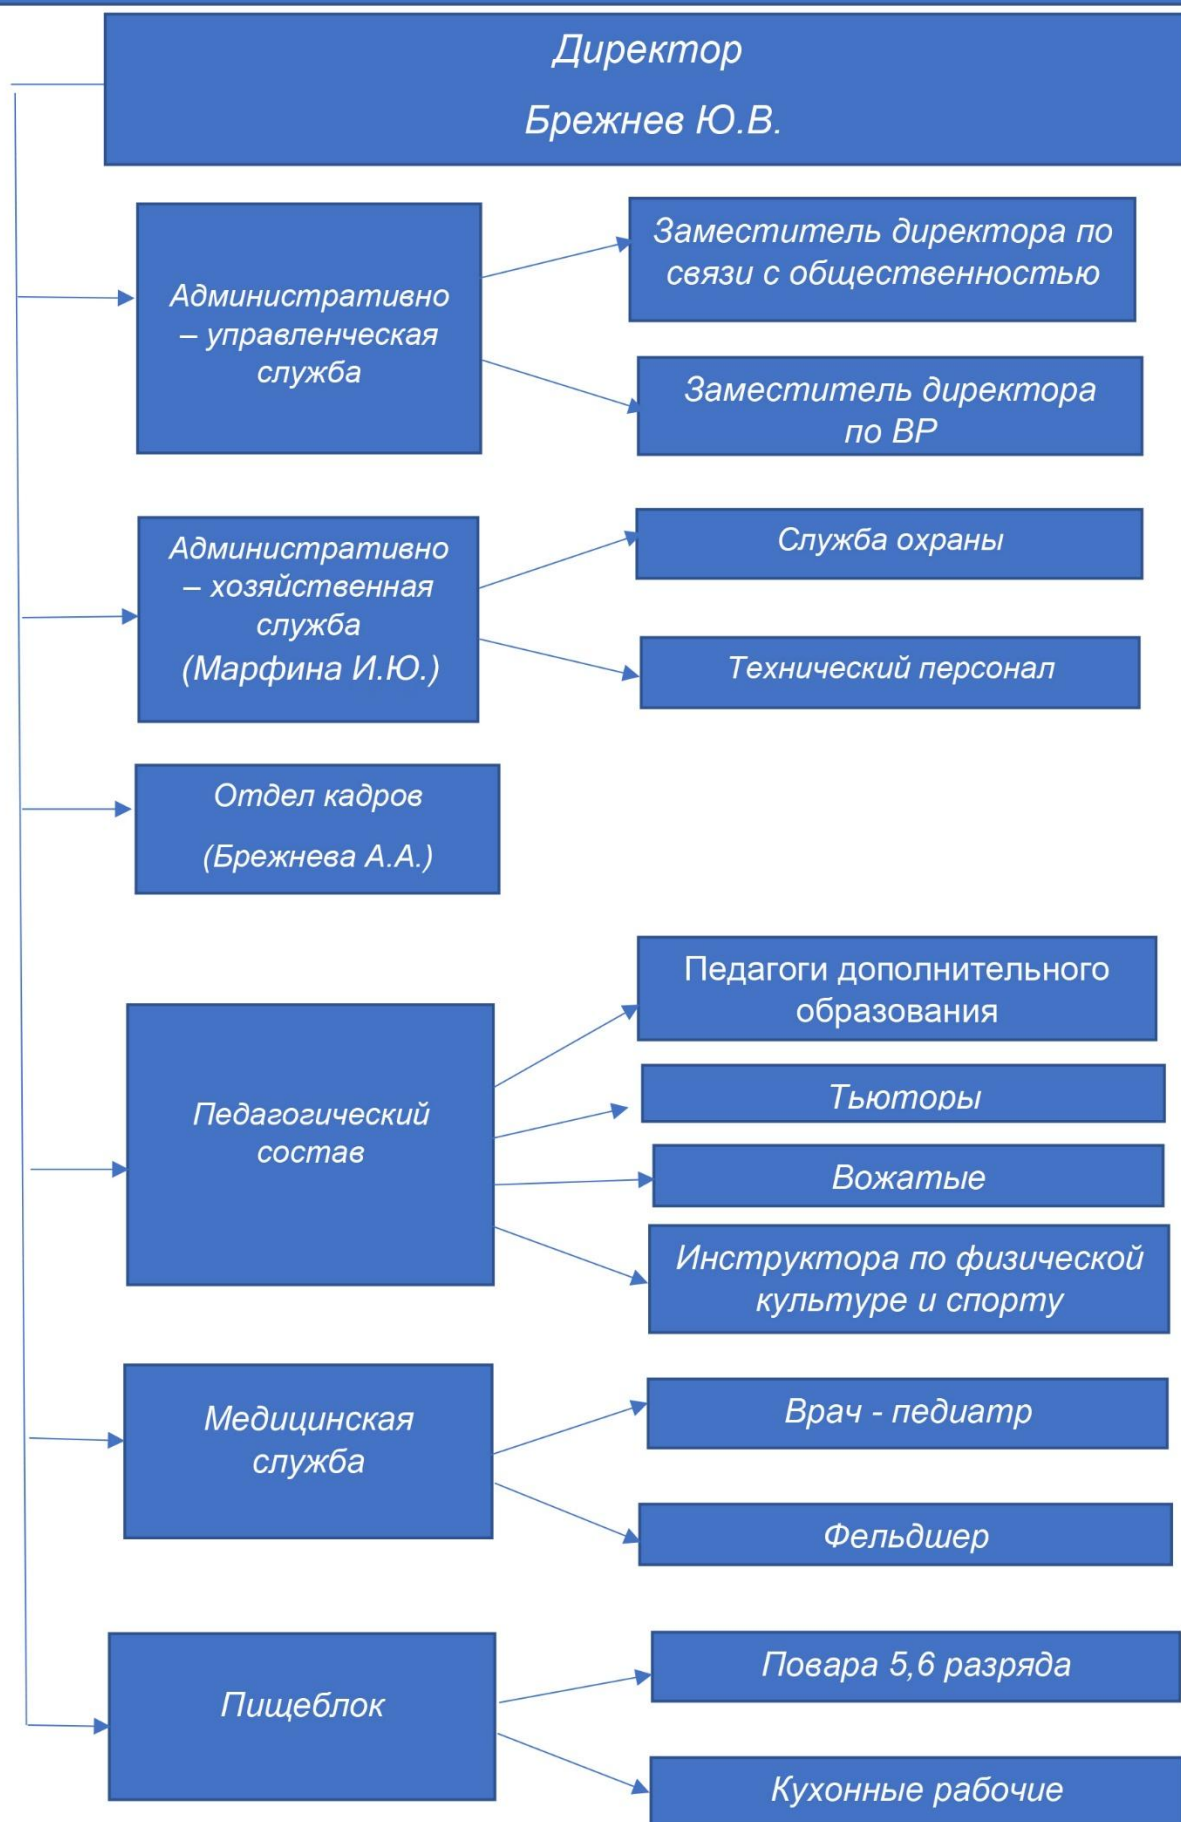 Директор
Брежнев Ю.В.
Административно
– управленческая
служба
Заместитель директора по
связи с общественностью
Заместитель директора
по ВР
Административно
– хозяйственная
служба
(Марфина И.Ю.)
Служба охраны
Технический персонал
Отдел кадров
(Брежнева А.А.)
Педагогический
состав
Педагоги дополнительного
образования
Тьюторы
Вожатые
Инструктора по физической
культуре и спорту
Медицинская
служба
Врач - педиатр
Фельдшер
Пищеблок
Повара 5,6 разряда
Кухонные рабочие